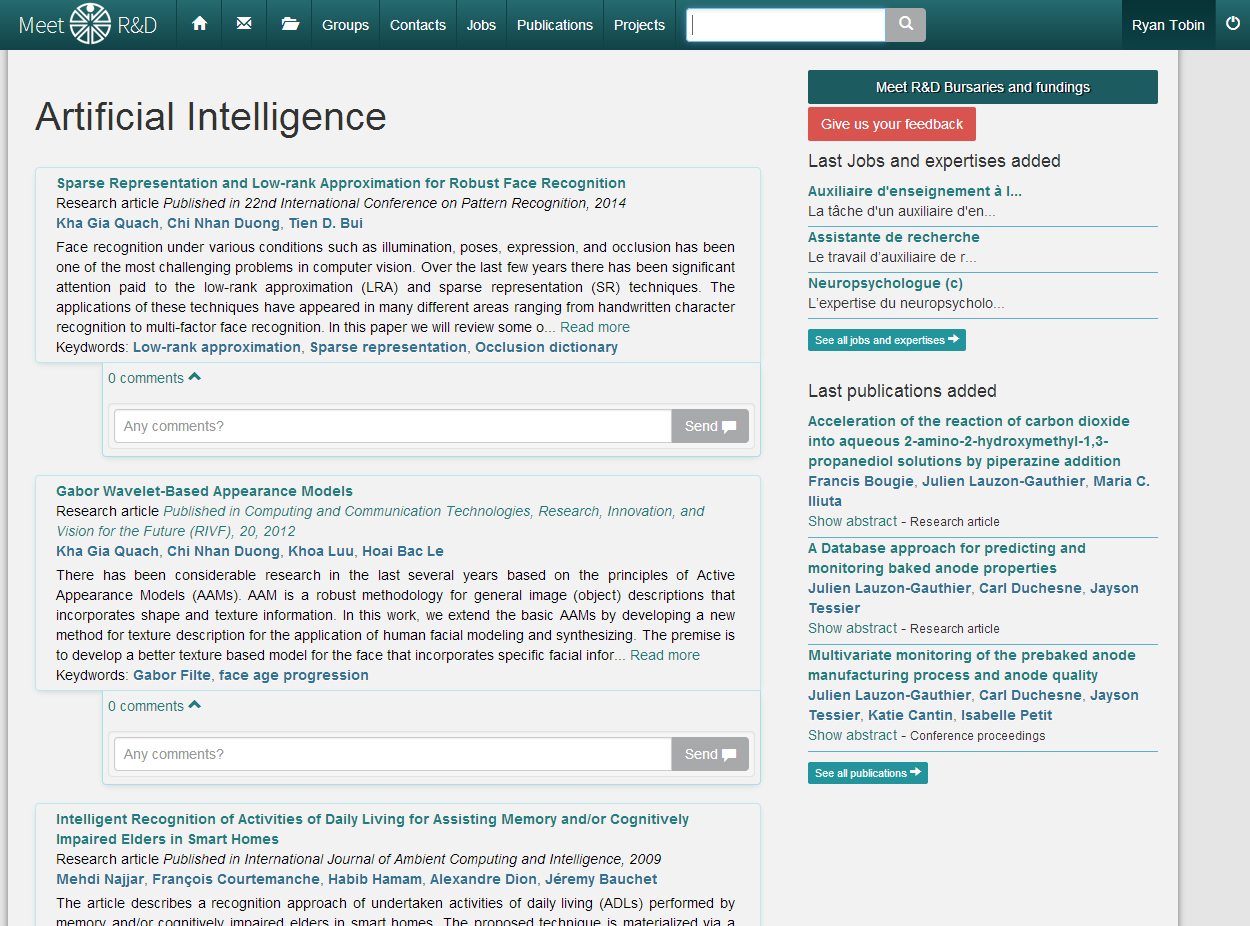 Meet R&D
Groups
Contacts
Jobs
Publications
Projects
Ryan Tobin
Artificial Intelligence
Sparse Representation and Low-rank Approximation for Robust Face Recognition
Research article Published in 22nd International Conference on Pattern Recognition, 2014
Kha Gia Quach, Chi Nhan Duong, Tien D. Bui
Face recognition under various conditions such as illumination, poses, expression, and occlusion has been
one of the most challenging problems in computer vision. Over the last few years there has been significant
attention paid to the low-rank approximation (LRA) and sparse representation (SR) techniques. The
applications of these techniques have appeared in many different areas ranging from handwritten character
recognition to multi-factor face recognition. In this paper we will review some o... Read more
Keydwords: Low-rank approximation, Sparse representation, Occlusion dictionary
0 comments
Any comments?
Send
Gabor Wavelet-Based Appearance Models
Research article Published in Computing and Communication Technologies, Research, Innovation, and
Vision for the Future (RIVF), 20, 2012
Kha Gia Quach, Chi Nhan Duong, Khoa Luu, Hoai Bac Le
There has been considerable research in the last several years based on the principles of Active
Appearance Models (AAMs). AAM is a robust methodology for general image (object) descriptions that
incorporates shape and texture information. In this work, we extend the basic AAMs by developing a new
method for texture description for the application of human facial modeling and synthesizing. The premise is
to develop a better texture based model for the face that incorporates specific facial infor... Read more
Keydwords: Gabor Filte, face age progression
0 comments
Any comments?
Send
Intelligent Recognition of Activities of Daily Living for Assisting Memory and/or Cognitively
Impaired Elders in Smart Homes
Research article Published in International Journal of Ambient Computing and Intelligence, 2009
Mehdi Najjar, François Courtemanche, Habib Hamam, Alexandre Dion, Jéremy Bauchet
The article describes a recognition approach of undertaken activities of daily living (ADLs) performed by
memory and/or cognitively impaired elders in smart homes. The proposed technique is materialized via a
Meet R&D Bursaries and fundings
Give us your feedback
Last Jobs and expertises added
Auxiliaire d'enseignement à l...
La tâche d'un auxiliaire d'en...
Assistante de recherche
Le travail d'auxiliaire de r...
Neuropsychologue (c)
L'expertise du neuropsycholo...
See all jobs and expertises
Last publications added
Acceleration of the reaction of carbon dioxide
into aqueous 2-amino-2-hydroxymethyl-1,3-
propanediol solutions by piperazine addition
Francis Bougie, Julien Lauzon-Gauthier, Maria C.
Iliuta
Show abstract - Research article
A Database approach for predicting and
monitoring baked anode properties
Julien Lauzon-Gauthier, Carl Duchesne, Jayson
Tessier
Show abstract - Research article
Multivariate monitoring of the prebaked anode
manufacturing process and anode quality
Julien Lauzon-Gauthier, Carl Duchesne, Jayson
Tessier, Katie Cantin, Isabelle Petit
Show abstract - Conference proceedings
See all publications